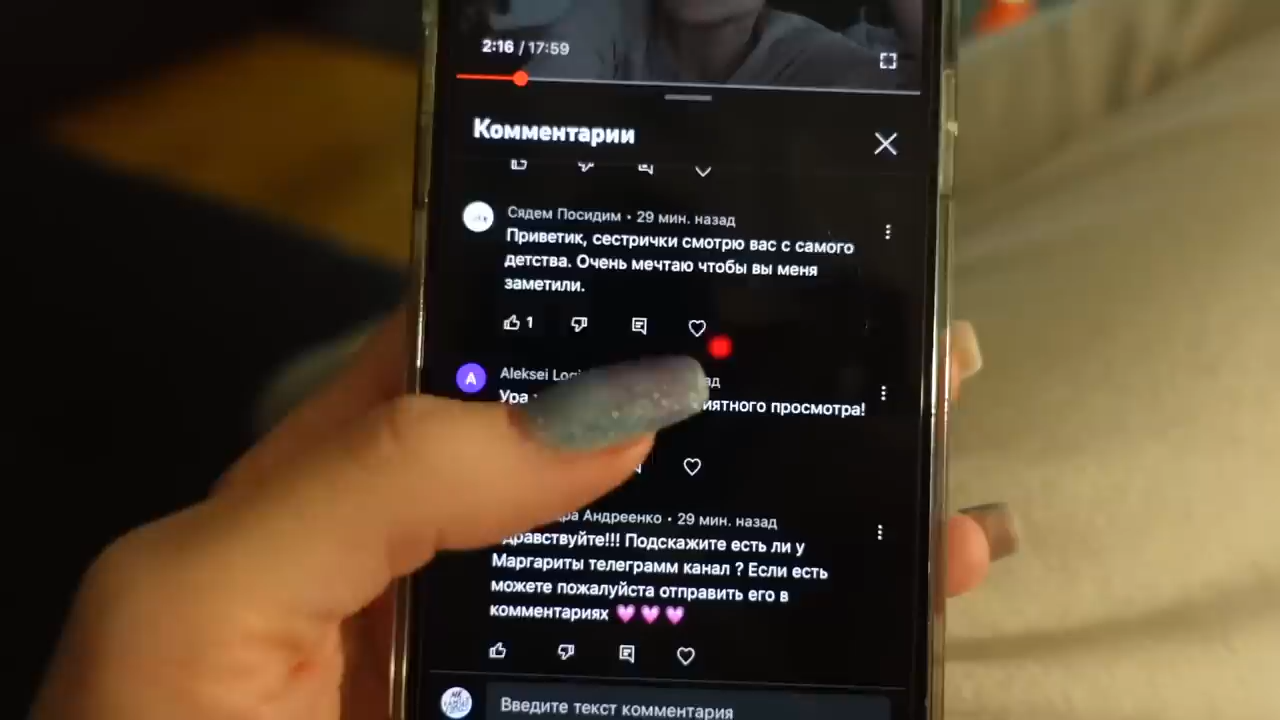 2:16 / 17:59
Комментарии
Сядем Посидим • 29 мин. назад
Приветик, сестрички смотрю вас с самого
детства. Очень мечтаю чтобы вы меня
заметили.
1
A
Aleksei
Ура просмотра!
Андреенко • 29 мин. назад
Подскажите есть ли у
Маргариты телеграмм канал ? Если есть
можете пожалуйста отправить его в
комментариях 💗💗💗
Введите текст комментария